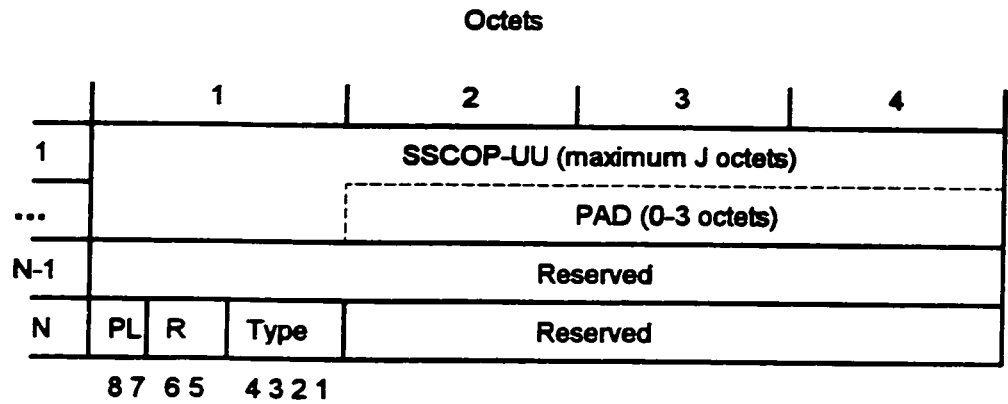 Octets
1 2 3 4
1 SSCOP-UU (maximum J octets)
... PAD (0-3 octets)
N-1 Reserved
N PL R Type Reserved
8 7 6 5 4 3 2 1